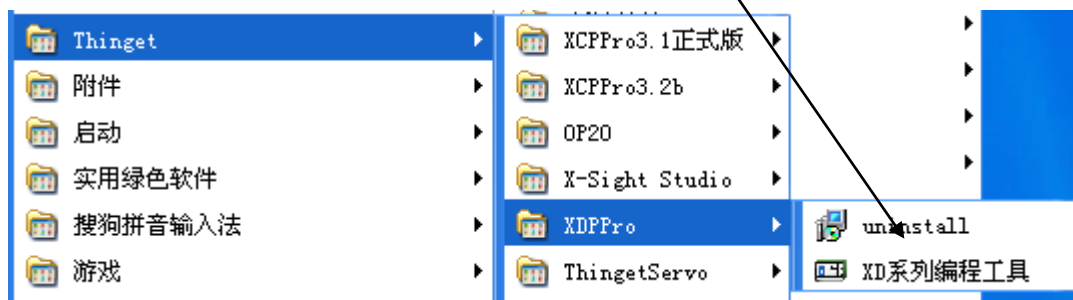 Thinget
附件
启动
实用绿色软件
搜狗拼音输入法
游戏
XCPPro3.1正式版
XCPPro3.2b
OP20
X-Sight Studio
XDPPro
ThingetServo
uninstall
XD系列编程工具